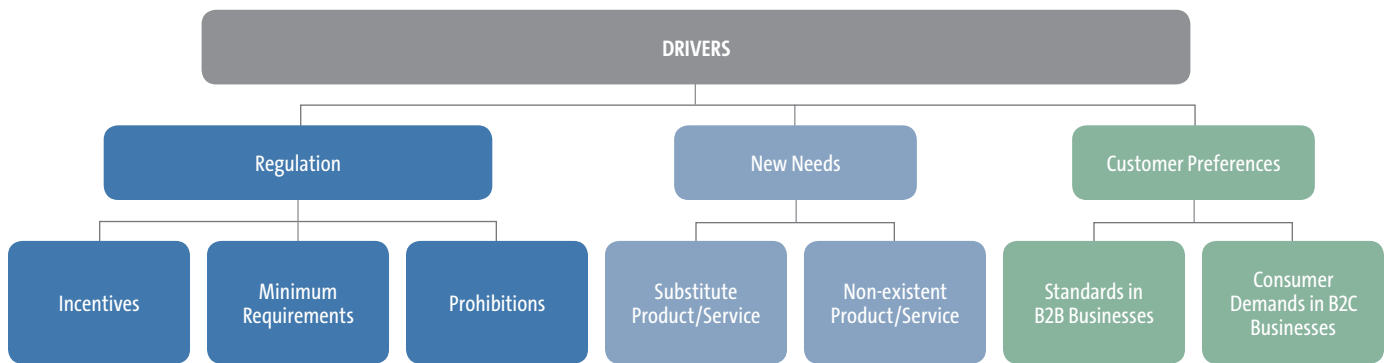 DRIVERS
Regulation
New Needs
Customer Preferences
Incentives
Minimum
Requirements
Prohibitions
Substitute
Product/Service
Non-existent
Product/Service
Standards in
B2B Businesses
Consumer
Demands in B2C
Businesses